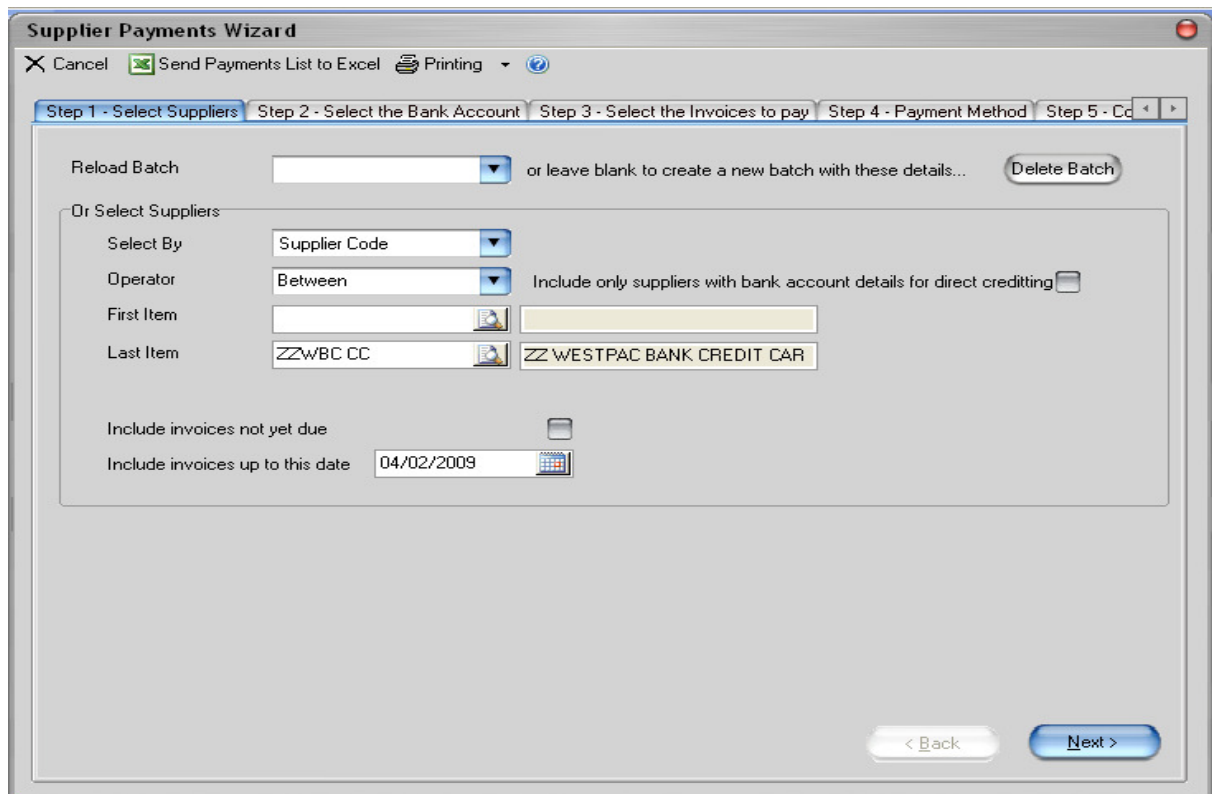 Supplier Payments Wizard
Cancel Send Payments List to Excel Printing
Step 1 - Select Suppliers Step 2 - Select the Bank Account Step 3 - Select the Invoices to pay Step 4 - Payment Method Step 5 - Co
Reload Batch or leave blank to create a new batch with these details... Delete Batch
Or Select Suppliers
Select By Supplier Code
Operator Between Include only suppliers with bank account details for direct creditting
First Item
Last Item ZZWBC CC ZZ WESTPAC BANK CREDIT CAR
Include invoices not yet due
Include invoices up to this date 04/02/2009
< Back Next >